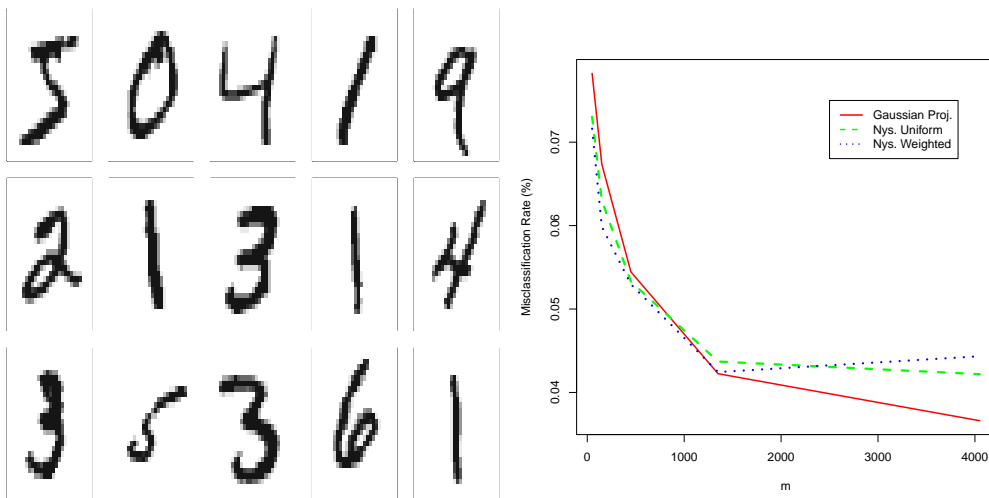 5 0 4 1 9
2 1 3 1 4
3 5 3 6 1
Gaussian Proj.
Nys. Uniform
Nys. Weighted
Misclassification Rate (%)
0.07
0.06
0.05
0.04
0 1000 2000 3000 4000
m